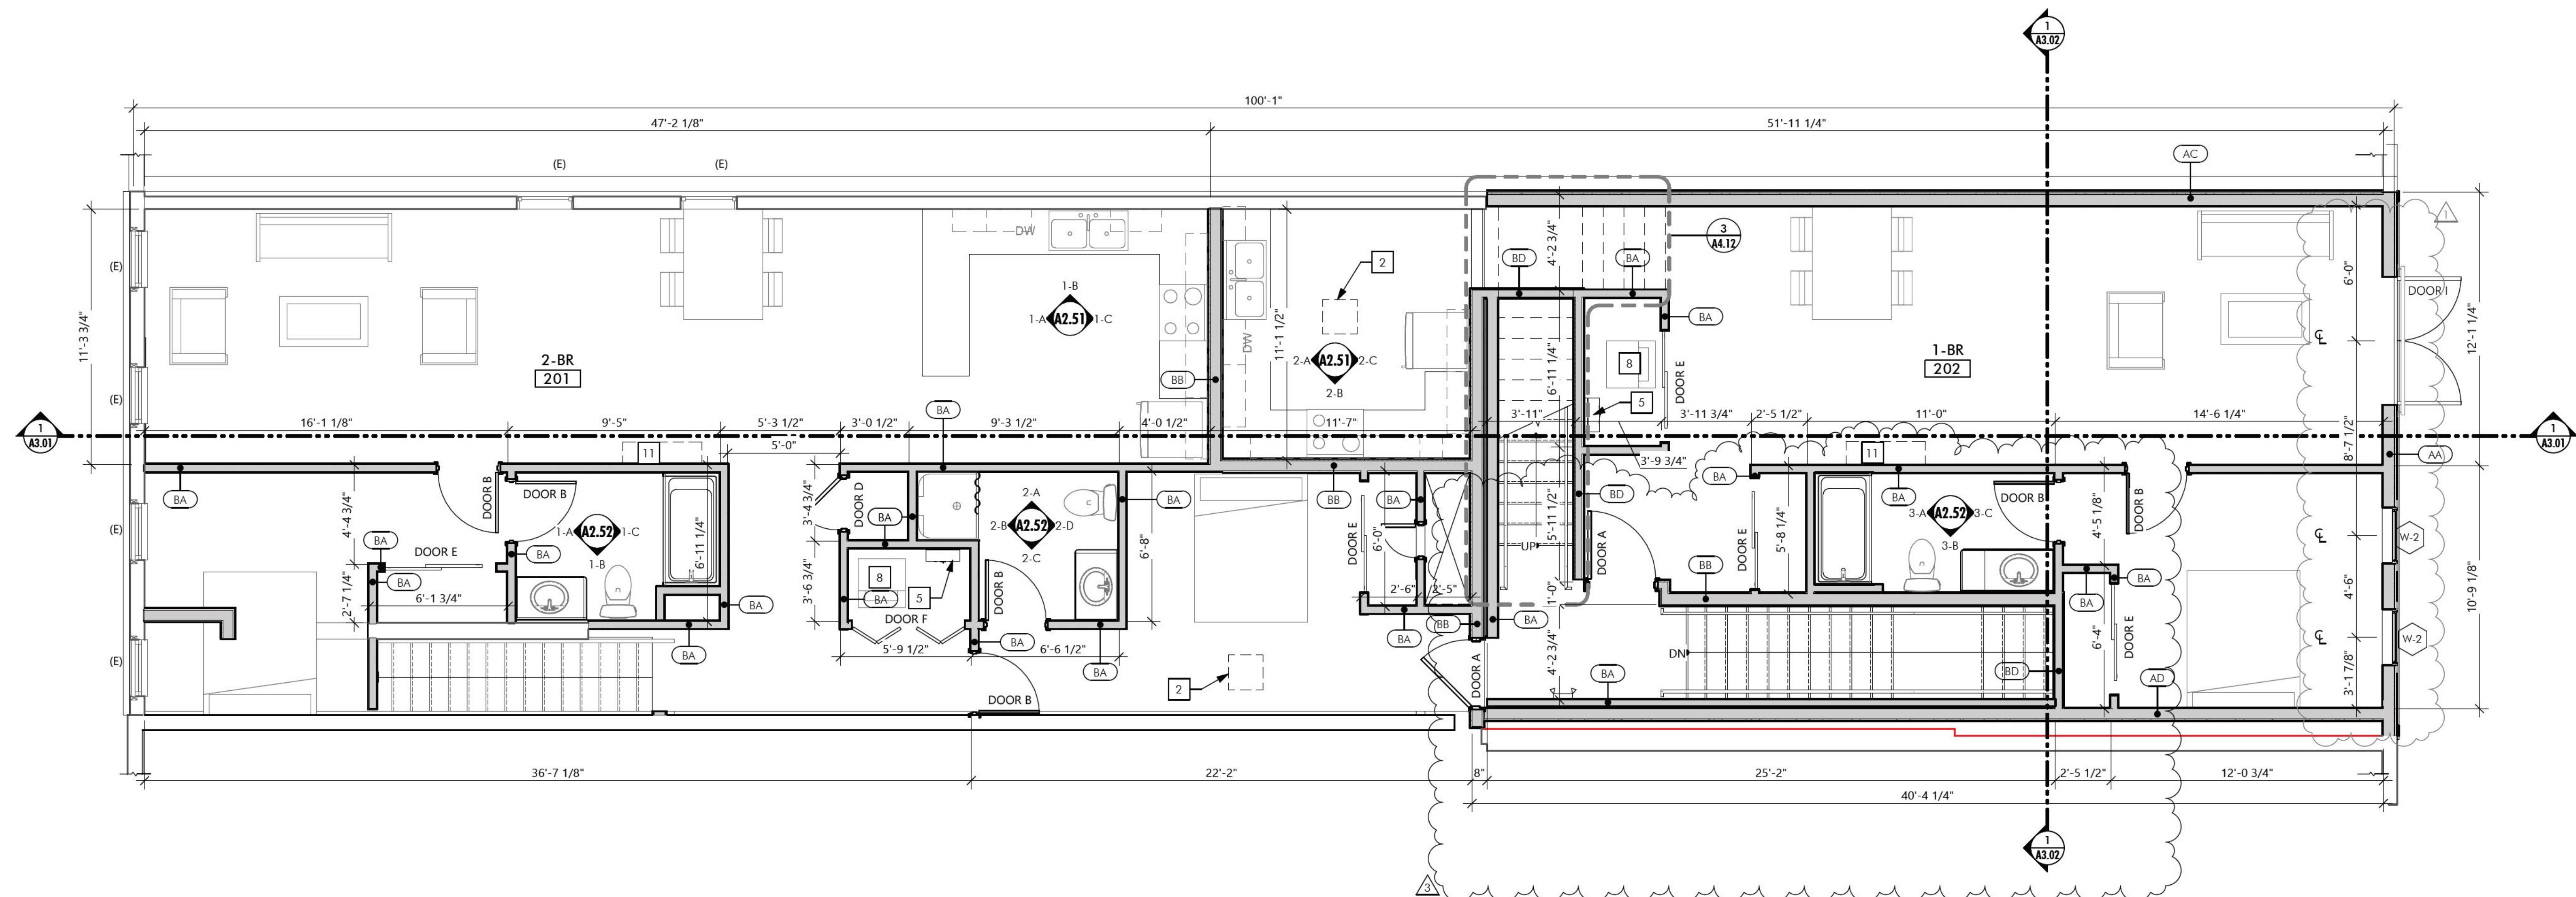 1
A3.02
100'-1"
47'-2 1/8"
51'-11 1/4"
(E)
(E)
AC
1
DW
3
A4.12
4'-2 3/4"
BD
BA
6'-0"
DOOR I
(E)
2
1-B
1-A A2.51 1-C
DW
11'-1 1/2"
2-A A2.51 2-C
2-B
BA
8
DOOR E
6'-11 1/4"
℄
12'-1 1/4"
11'-3 3/4"
2-BR
201
1-BR
202
BB
(E)
5
1
A3.01
16'-1 1/8"
9'-5"
5'-3 1/2"
5'-0"
3'-0 1/2"
BA
9'-3 1/2"
4'-0 1/2"
11'-7"
3'-11"
3'-11 3/4"
2'-5 1/2"
11'-0"
14'-6 1/4"
8'-7 1/2"
1
A3.01
11
3'-9 3/4"
11
AA
BA
4'-4 3/4"
DOOR B
DOOR B
1-A A2.52 1-C
1-B
6'-11 1/4"
3'-4 3/4"
DOOR D
BA
2-A
2-B A2.52 2-D
2-C
BA
BB
BA
DOOR E
6'-0"
BD
5'-11 1/2"
UP
DOOR A
BA
DOOR E
5'-8 1/4"
BA
3-A A2.52 3-C
3-B
DOOR B
4'-5 1/8"
DOOR B
℄
W-2
(E)
BA
DOOR E
BA
BA
2'-7 1/4"
6'-1 3/4"
BA
3'-6 3/4"
8
BA
5
DOOR F
DOOR B
6'-8"
2'-6"
2'-5"
1'-0"
BB
BA
BA
4'-6"
10'-9 1/8"
BB
BA
BA
BA
BA
5'-9 1/2"
6'-6 1/2"
BA
(E)
DOOR A
4'-2 3/4"
DN
BA
BD
6'-4"
DOOR E
AD
℄
W-2
3'-1 7/8"
2
DOOR B
36'-7 1/8"
22'-2"
8"
25'-2"
2'-5 1/2"
12'-0 3/4"
40'-4 1/4"
1
A3.02
3